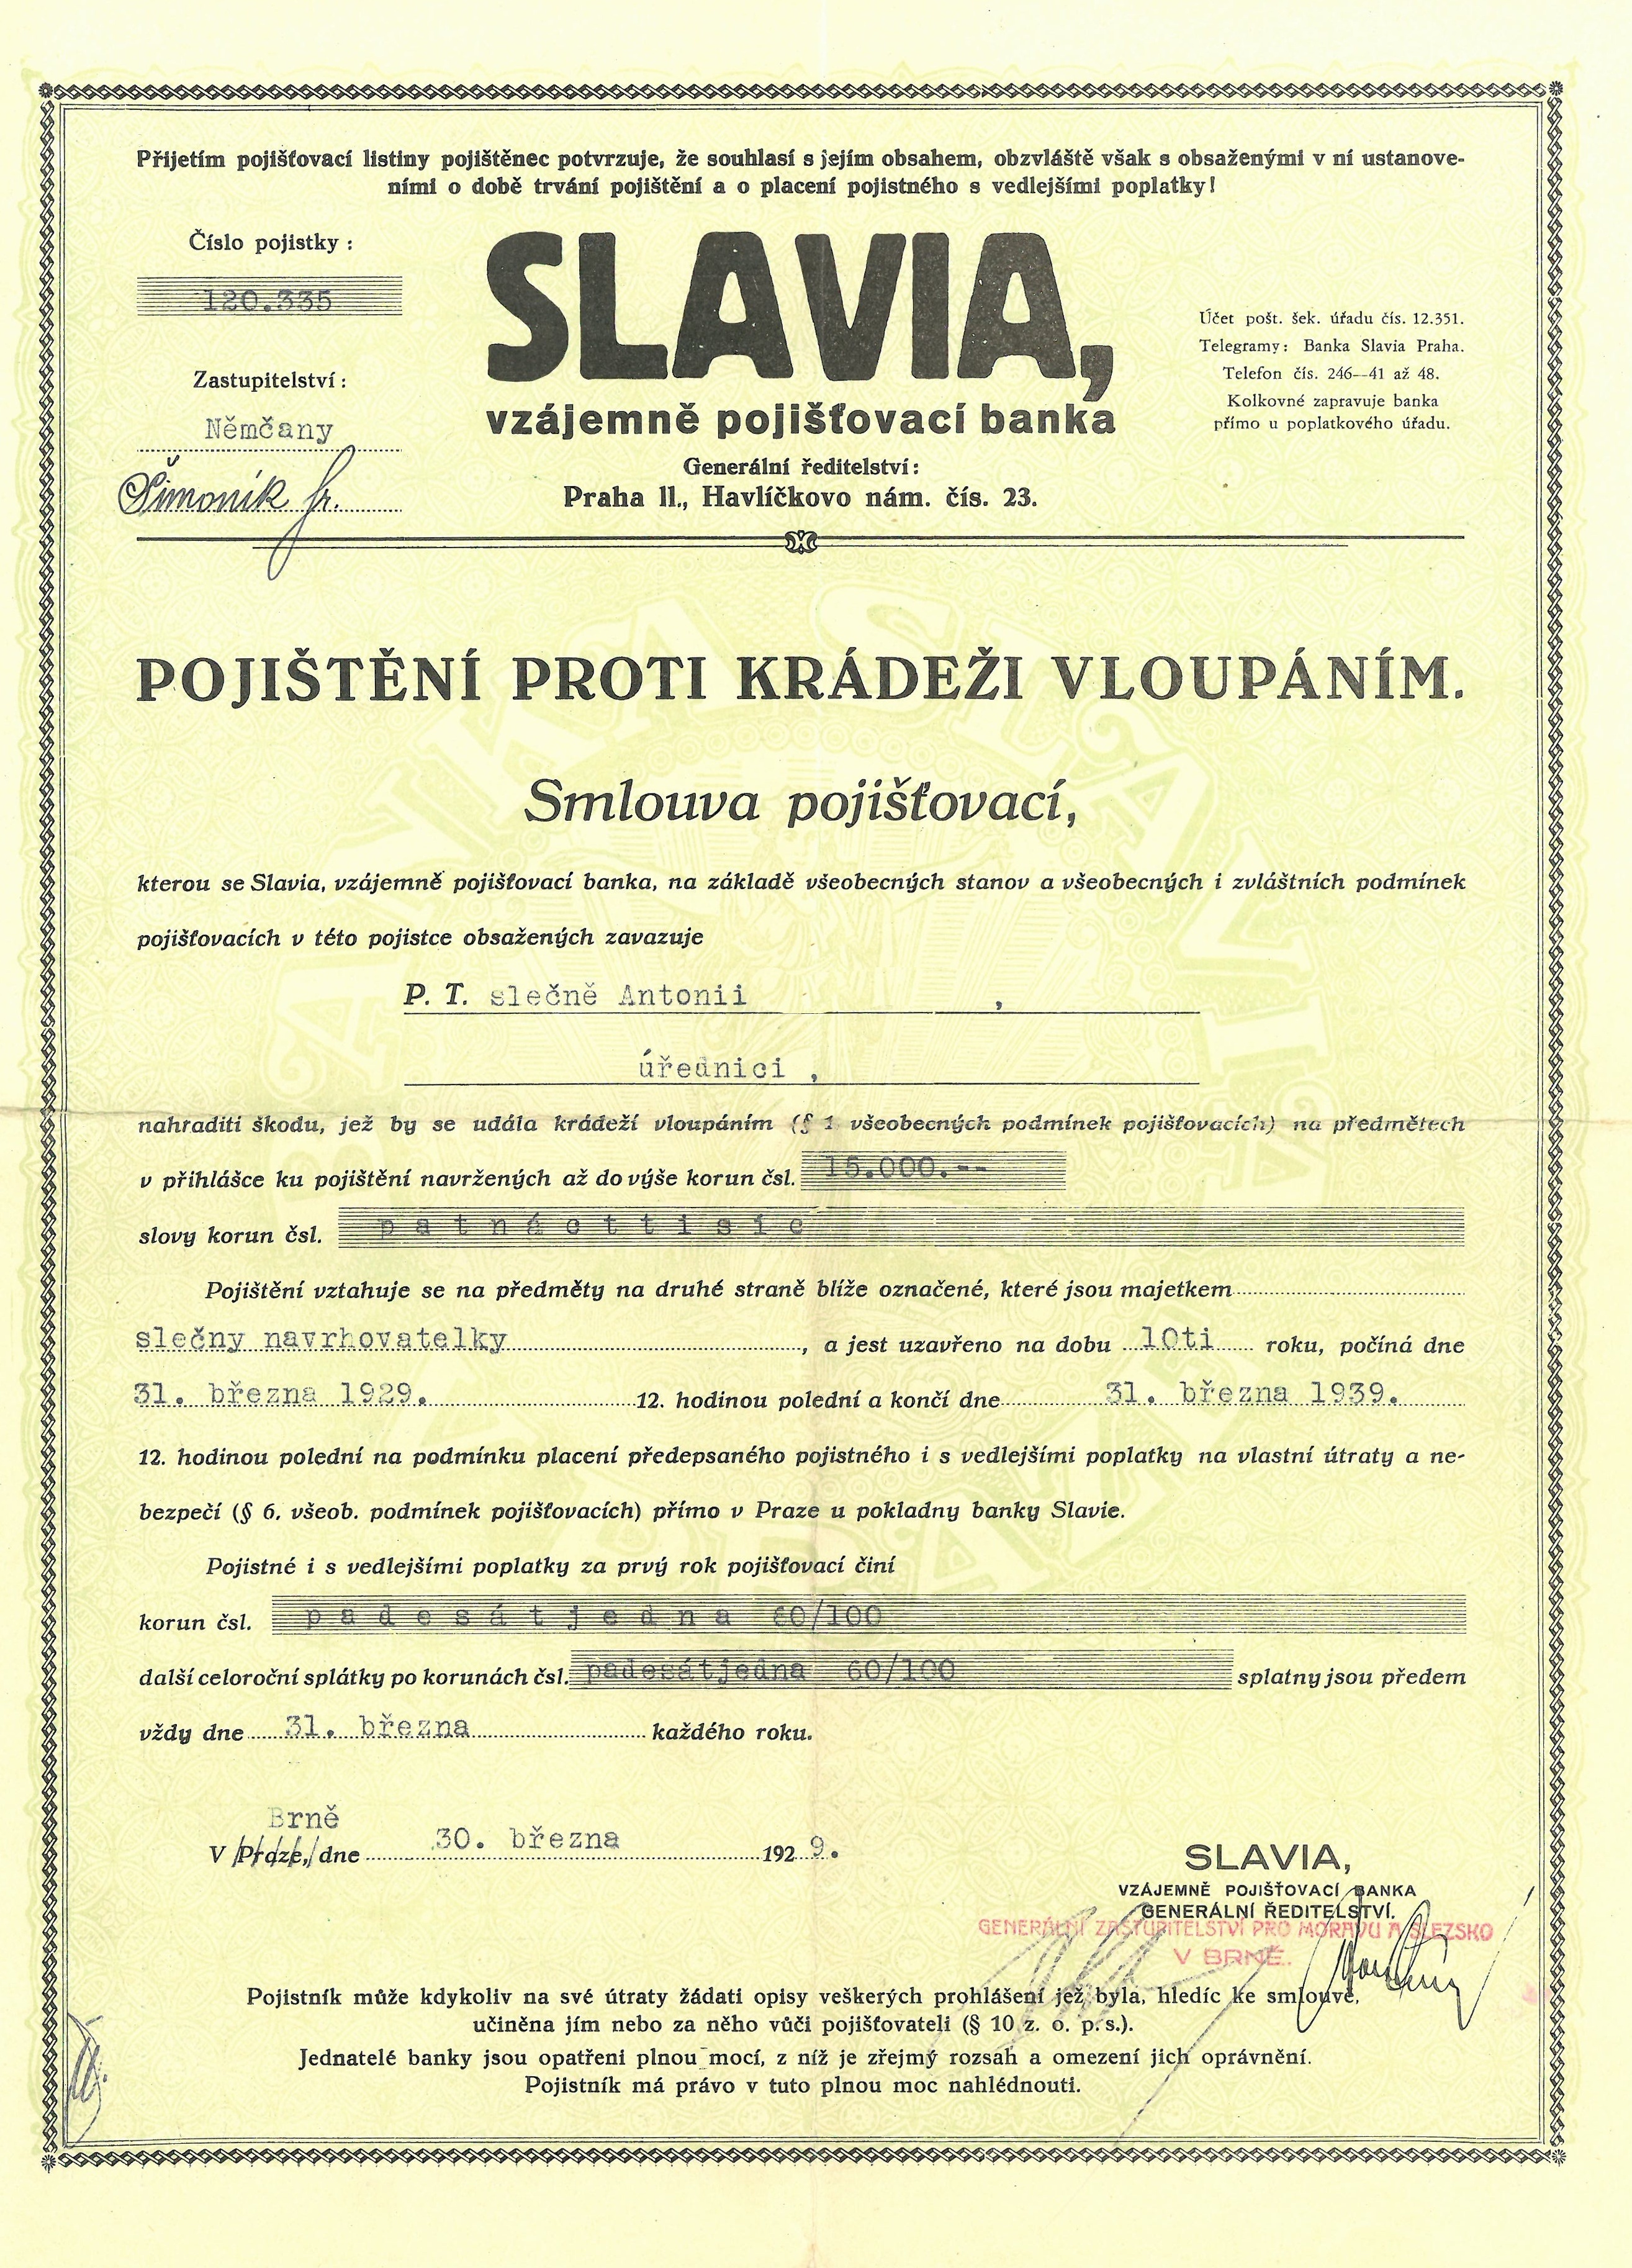 Přijetím pojišťovací listiny pojištěnec potvrzuje, že souhlasí s jejím obsahem, obzvláště však s obsaženými v ní ustanove-
ními o době trvání pojištění a o placení pojistného s vedlejšími poplatky!
Číslo pojistky:
120.335
Zastupitelství:
Němčany
Šimoník fr.
SLAVIA,
vzájemně pojišťovací banka
Generální ředitelství:
Praha II., Havlíčkovo nám. čís. 23.
Účet pošt. šek. úřadu čís. 12.351.
Telegramy: Banka Slavia Praha.
Telefon čís. 246—41 až 48.
Kolkovné zapravuje banka
přímo u poplatkového úřadu.
POJIŠTĚNÍ PROTI KRÁDEŽI VLOUPÁNÍM.
Smlouva pojišťovací,
kterou se Slavia, vzájemně pojišťovací banka, na základě všeobecných stanov a všeobecných i zvláštních podmínek
pojišťovacích v této pojistce obsažených zavazuje
P. T. slečně Antonii ,
úřednici ,
nahraditi škodu, jež by se udála krádeží vloupáním (§ 1 všeobecných podmínek pojišťovacích) na předmětech
v přihlášce ku pojištění navržených až do výše korun čsl. 15.000.--
slovy korun čsl. patnácttisíc
Pojištění vztahuje se na předměty na druhé straně blíže označené, které jsou majetkem
slečny navrhovatelky, a jest uzavřeno na dobu 10ti roku, počíná dne
31. března 1929. 12. hodinou polední a končí dne 31. března 1939.
12. hodinou polední na podmínku placení předepsaného pojistného i s vedlejšími poplatky na vlastní útraty a ne-
bezpečí (§ 6. všeob. podmínek pojišťovacích) přímo v Praze u pokladny banky Slavie.
Pojistné i s vedlejšími poplatky za prvý rok pojišťovací činí
korun čsl. padesátjedna 60/100
další celoroční splátky po korunách čsl. padesátjedna 60/100 splatny jsou předem
vždy dne 31. března každého roku.
Brně
V Praze, dne 30. března 1929.
SLAVIA,
VZÁJEMNĚ POJIŠŤOVACÍ BANKA
GENERÁLNÍ ŘEDITELSTVÍ.
GENERÁLNÍ ZASTUPITELSTVÍ PRO MORAVU A SLEZSKO
V BRNĚ.
Pojistník může kdykoliv na své útraty žádati opisy veškerých prohlášení jež byla, hledíc ke smlouvě,
učiněna jím nebo za něho vůči pojišťovateli (§ 10 z. o. p. s.).
Jednatelé banky jsou opatřeni plnou mocí, z níž je zřejmý rozsah a omezení jich oprávnění.
Pojistník má právo v tuto plnou moc nahlédnouti.
BANKA SLAVIA